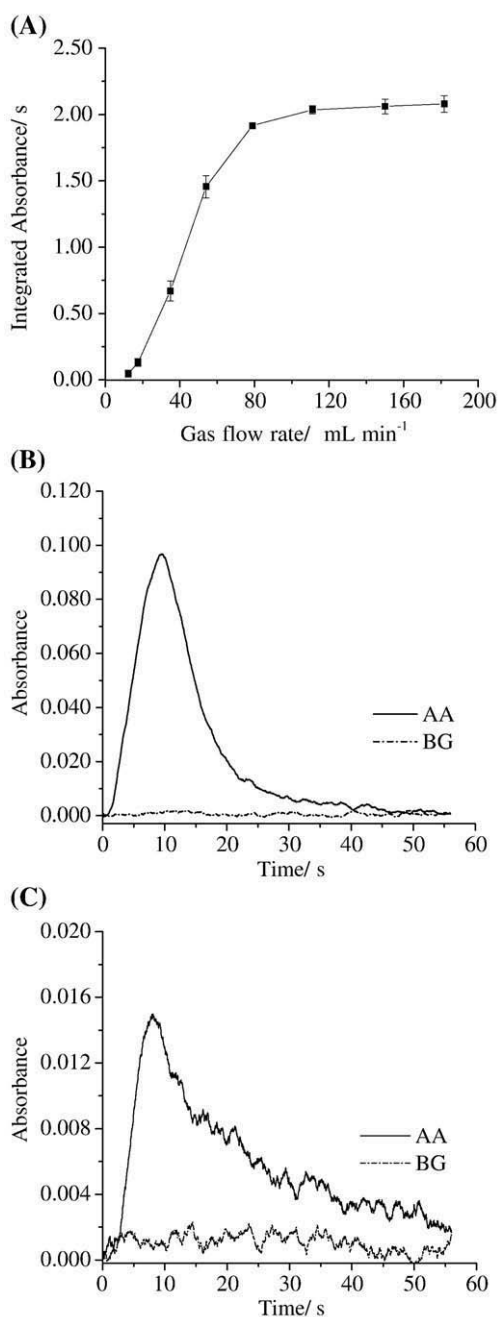 (A)
2.50
2.00
1.50
1.00
0.50
0.00
Integrated Absorbance/ s
0 40 80 120 160 200
Gas flow rate/ mL min⁻¹
(B)
0.120
0.100
0.080
0.060
0.040
0.020
0.000
Absorbance
AA
BG
0 10 20 30 40 50 60
Time/ s
(C)
0.020
0.016
0.012
0.008
0.004
0.000
Absorbance
AA
BG
0 10 20 30 40 50 60
Time/ s